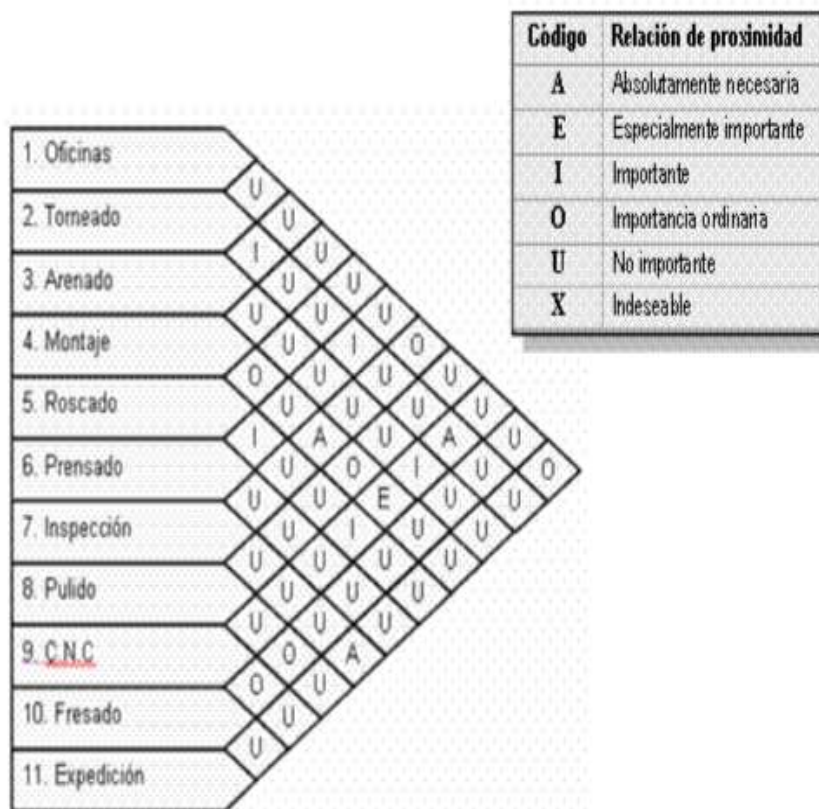 Código Relación de proximidad
A Absolutamente necesaria
E Especialmente importante
I Importante
O Importancia ordinaria
U No importante
X Indeseable
1. Oficinas
U
2. Torneado U
I U
3. Arenado U U
U U U
4. Montaje U I O
O U U U
5. Roscado U U U U
I A U A U
6. Prensado U O I U O
U U E U U
7. Inspección U I U U
U U U U
8. Pulido U U U
U U U
9. C.N.C O A
O U
10. Fresado U
U
11. Expedición